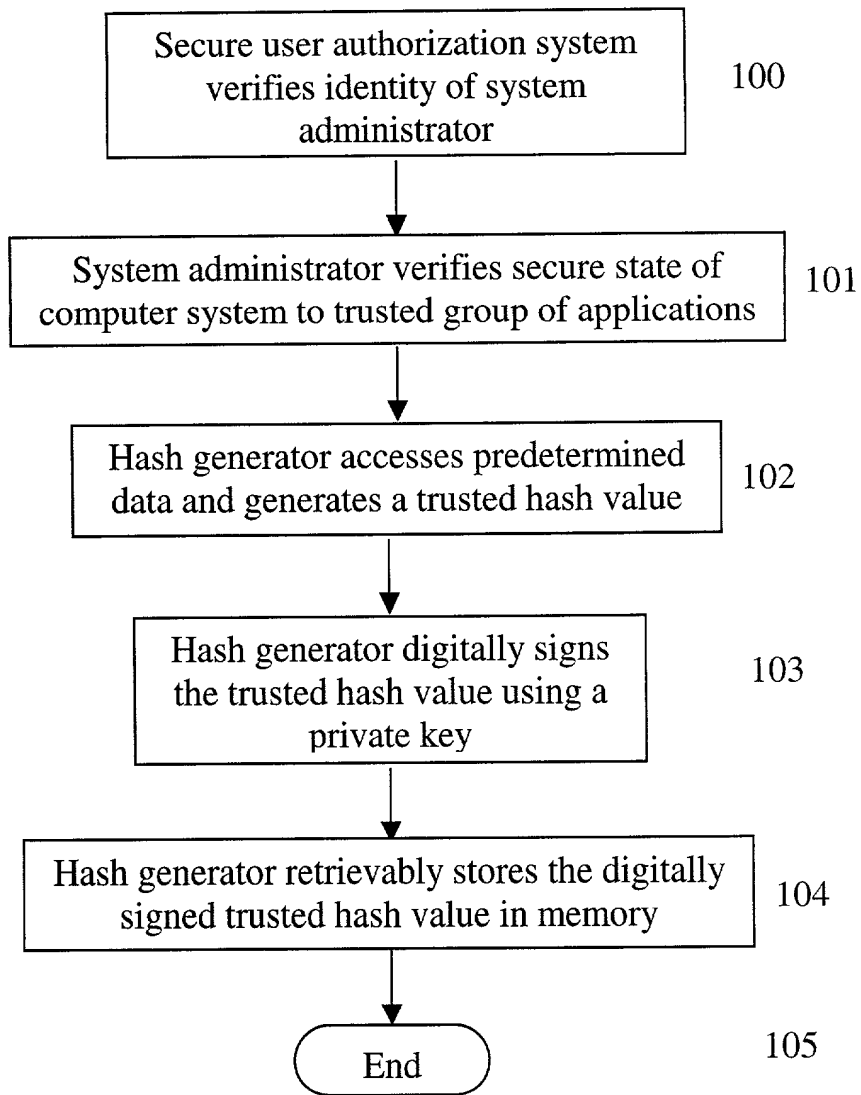 Secure user authorization system
verifies identity of system
administrator
100
System administrator verifies secure state of
computer system to trusted group of applications
101
Hash generator accesses predetermined
data and generates a trusted hash value
102
Hash generator digitally signs
the trusted hash value using a
private key
103
Hash generator retrievably stores the digitally
signed trusted hash value in memory
104
End
105